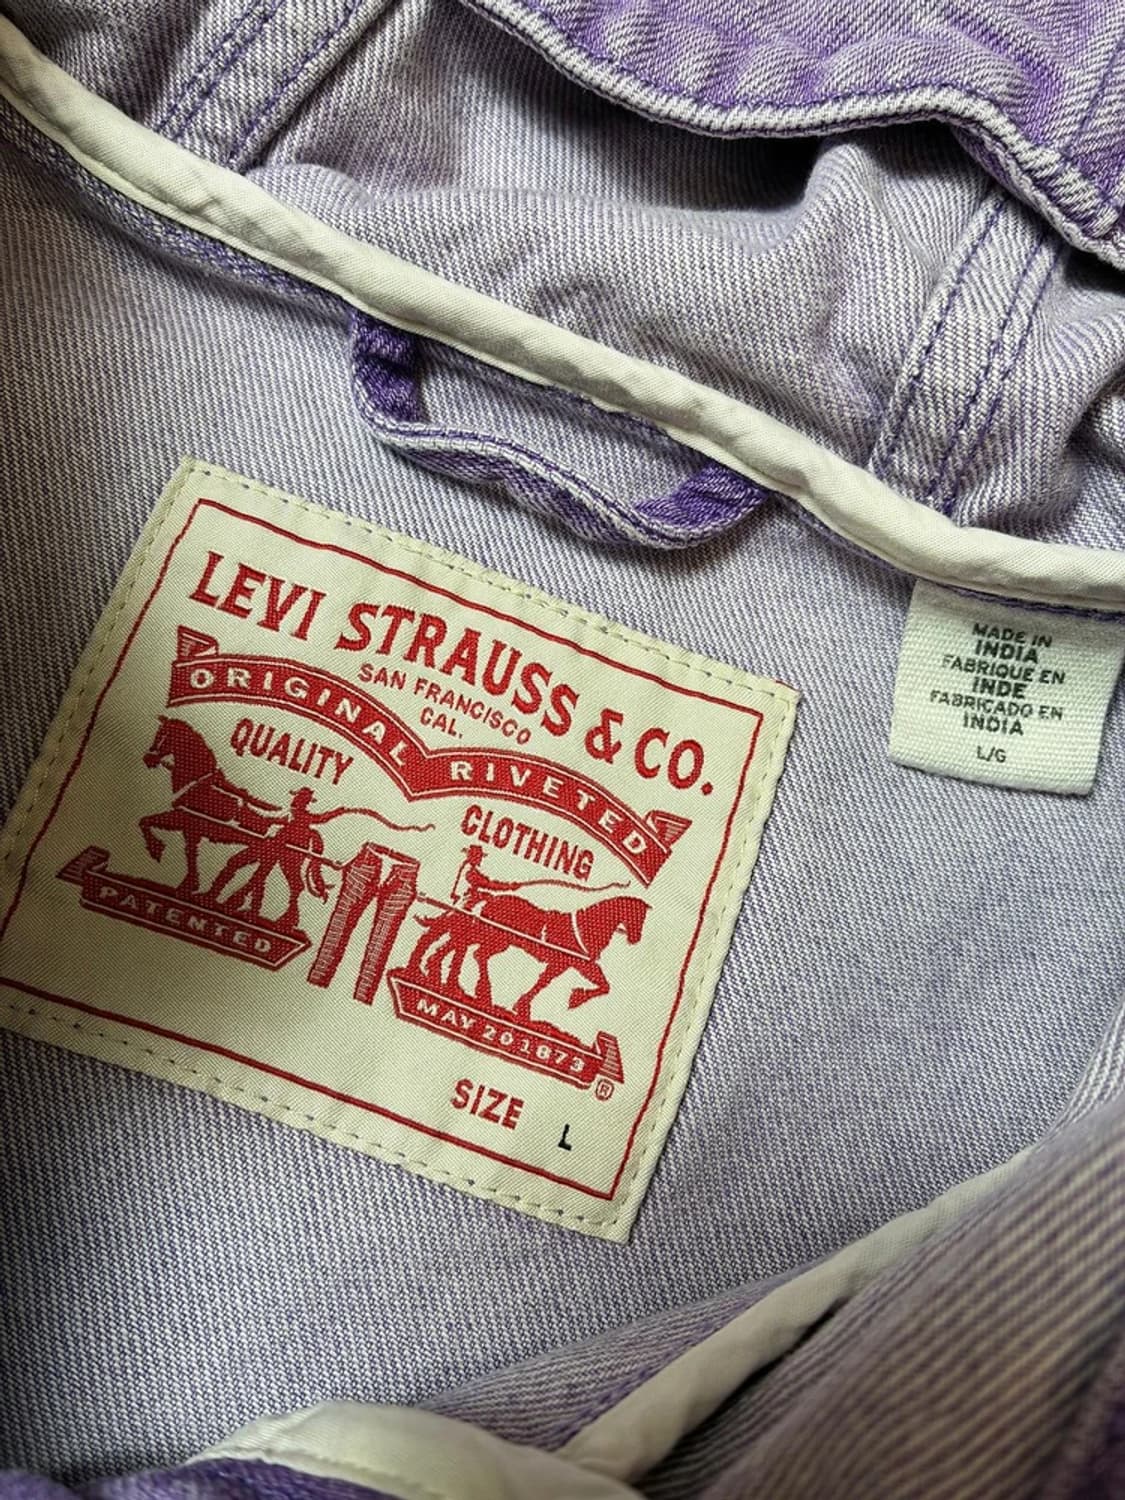 LEVI STRAUSS & CO.
SAN FRANCISCO
CAL.
ORIGINAL RIVETED
QUALITY
CLOTHING
PATENTED
MAY 20 1873
®
SIZE L
MADE IN
INDIA
FABRIQUE EN
INDE
FABRICADO EN
INDIA
L/G